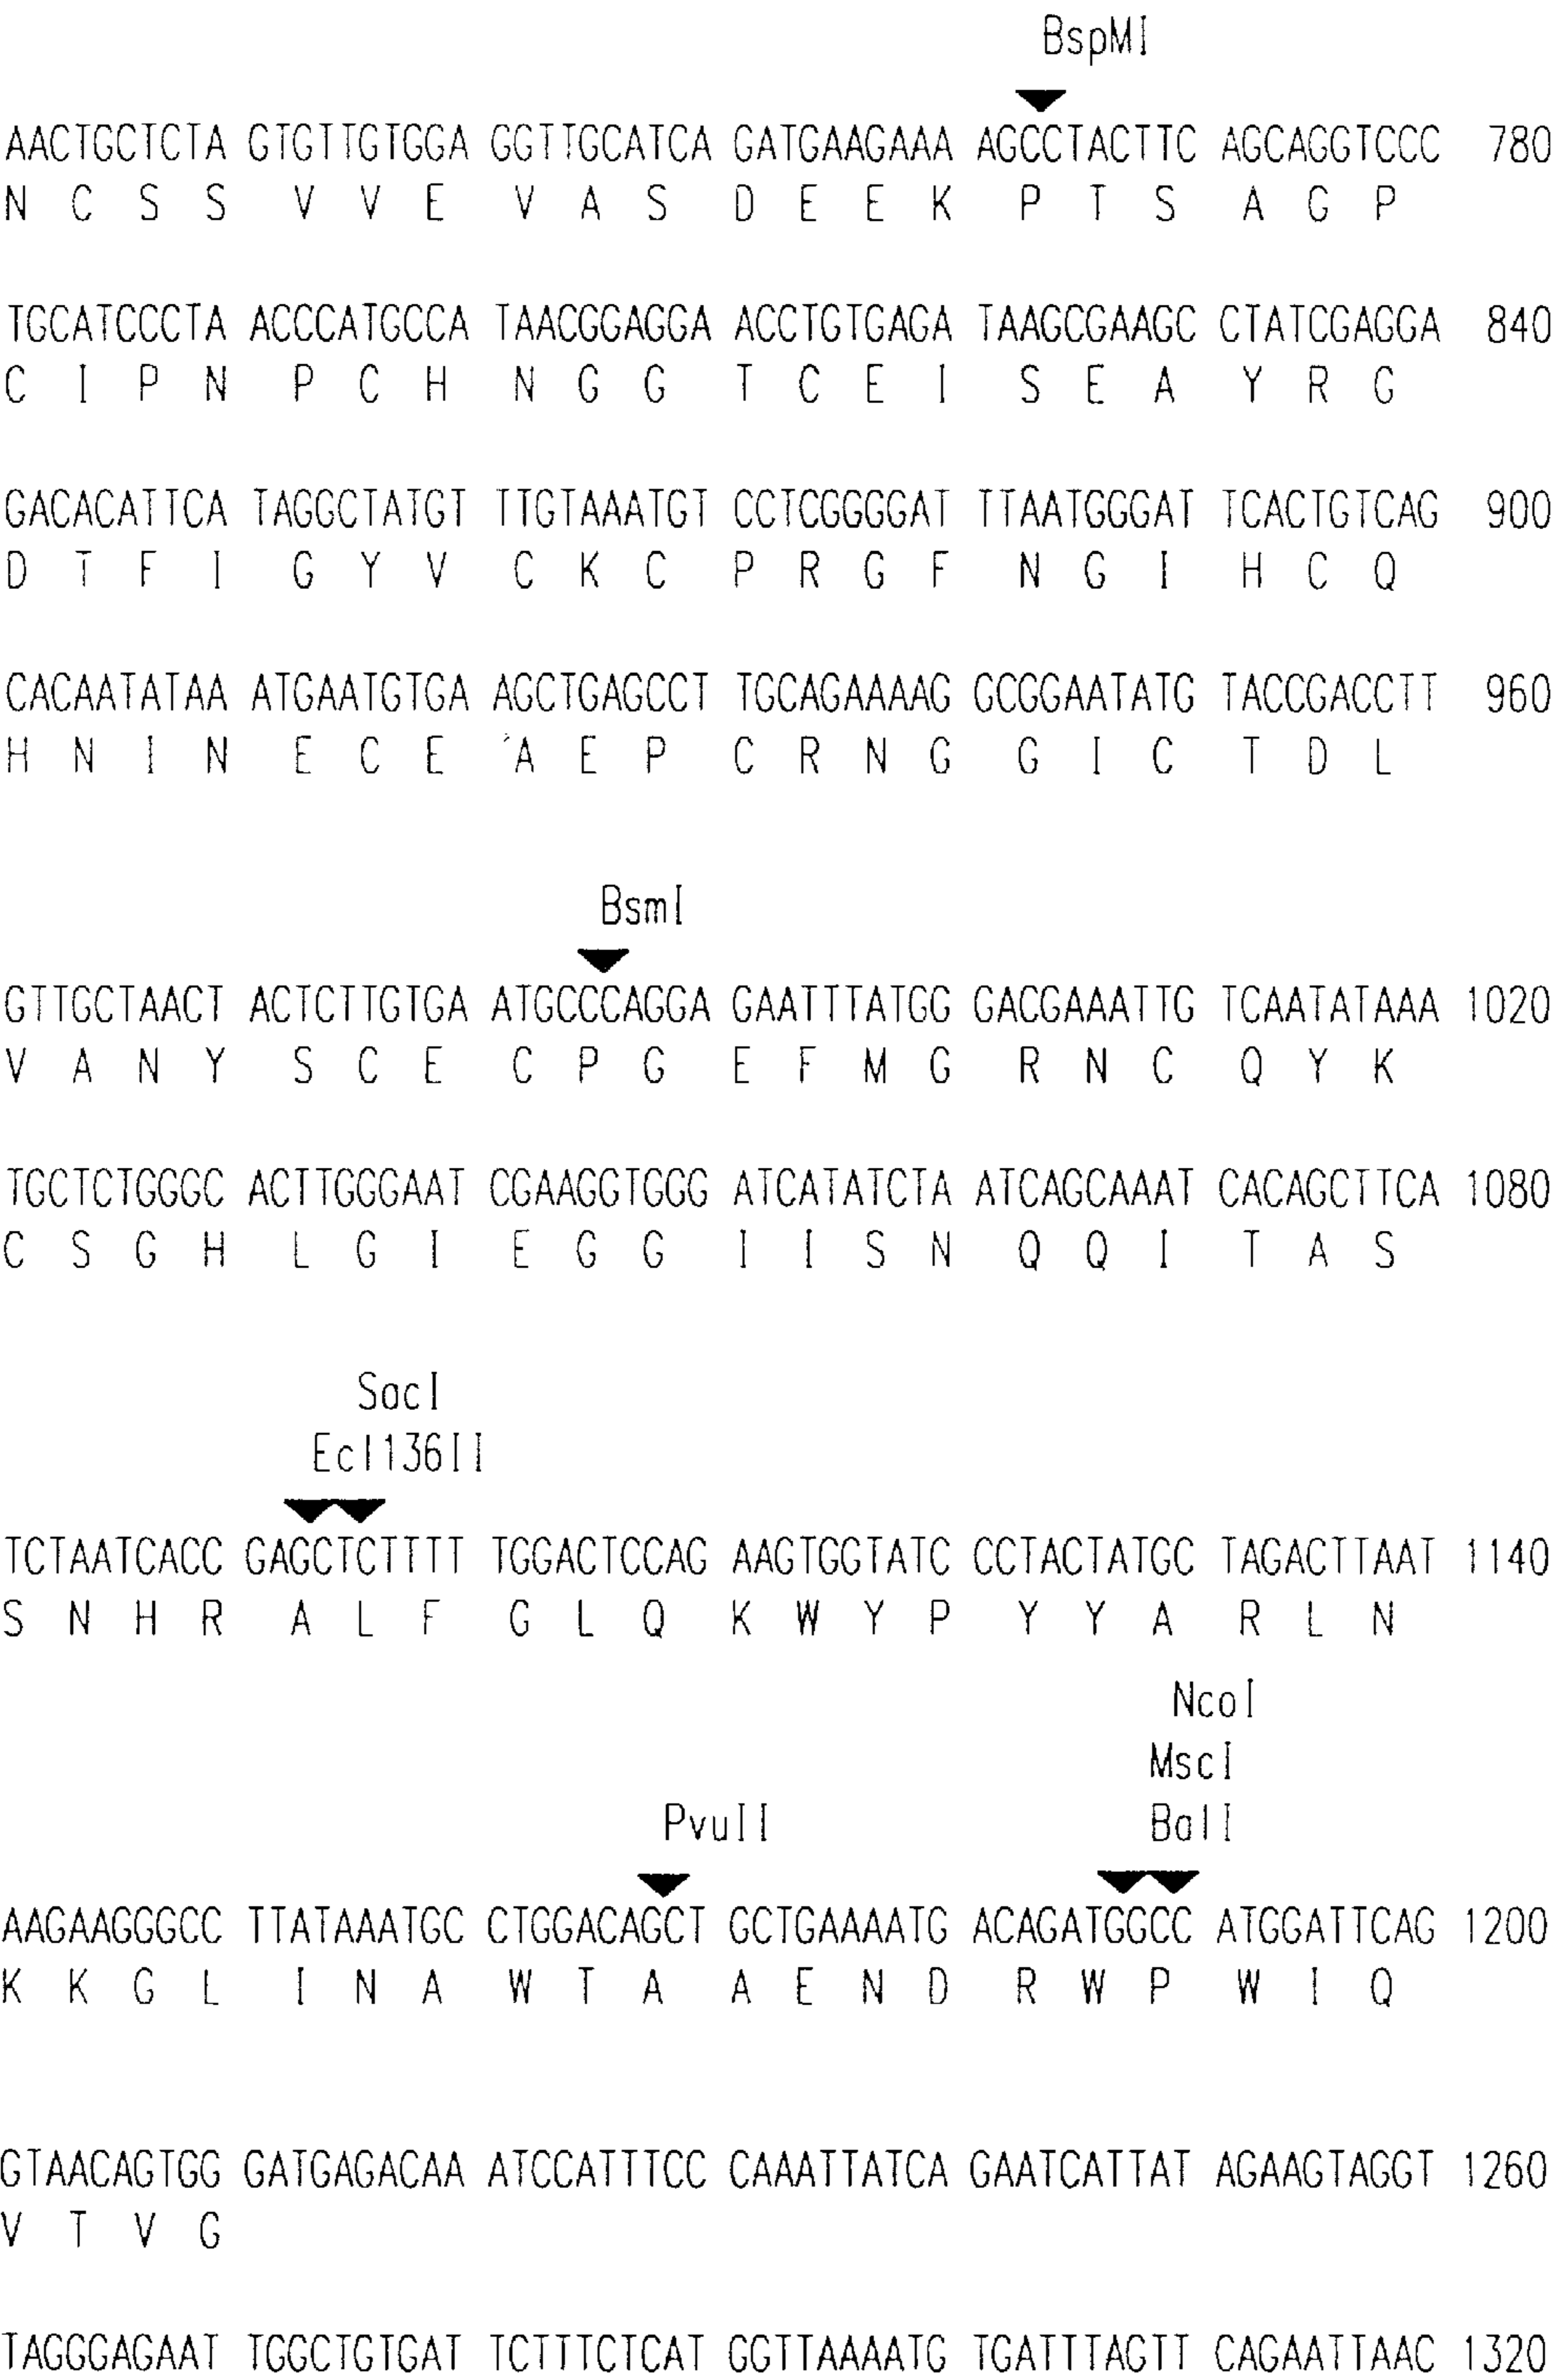 BspMI
AACTGCTCTA GTGTTGTGGA GGTTGCATCA GATGAAGAAA AGCCTACTTC AGCAGGTCCC 780
N C S S V V E V A S D E E K P T S A G P
TGCATCCCTA ACCCATGCCA TAACGGAGGA ACCTGTGAGA TAAGCGAAGC CTATCGAGGA 840
C I P N P C H N G G T C E I S E A Y R G
GACACATTCA TAGGCTATGT TTGTAAATGT CCTCGGGGAT TTAATGGGAT TCACTGTCAG 900
D T F I G Y V C K C P R G F N G I H C Q
CACAATATAA ATGAATGTGA AGCTGAGCCT TGCAGAAAAG GCGGAATATG TACCGACCTT 960
H N I N E C E A E P C R N G G I C T D L
BsmI
GTTGCTAACT ACTCTTGTGA ATGCCCAGGA GAATTTATGG GACGAAATTG TCAATATAAA 1020
V A N Y S C E C P G E F M G R N C Q Y K
TGCTCTGGGC ACTTGGGAAT CGAAGGTGGG ATCATATCTA ATCAGCAAAT CACAGCTTCA 1080
C S G H L G I E G G I I S N Q Q I T A S
SacI
Ecl136II
TCTAATCACC GAGCTCTTTT TGGACTCCAG AAGTGGTATC CCTACTATGC TAGACTTAAT 1140
S N H R A L F G L Q K W Y P Y Y A R L N
NcoI
MscI
PvuII BalI
AAGAAGGGCC TTATAAATGC CTGGACAGCT GCTGAAAATG ACAGATGGCC ATGGATTCAG 1200
K K G L I N A W T A A E N D R W P W I Q
GTAACAGTGG GATGAGACAA ATCCATTTCC CAAATTATCA GAATCATTAT AGAAGTAGGT 1260
V T V G
TAGGGAGAAT TGGCTGTGAT TCTTTCTCAT GGTTAAAATG TGATTTAGTT CAGAATTAAC 1320